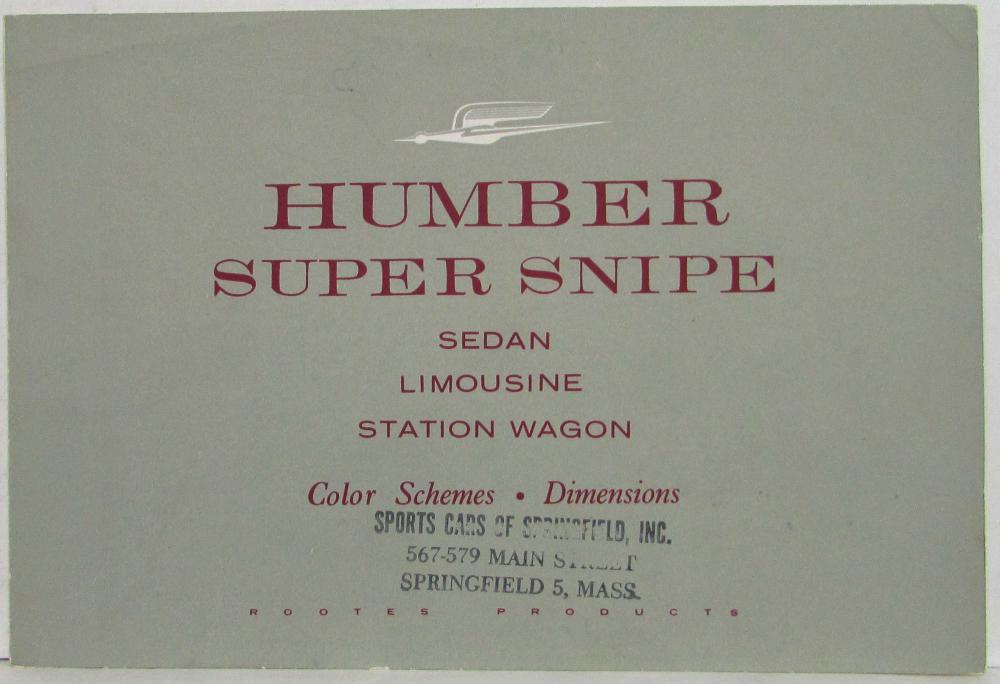 HUMBER
SUPER SNIPE
SEDAN
LIMOUSINE
STATION WAGON
Color Schemes • Dimensions
SPORTS CARS OF SPRINGFIELD, INC.
567-579 MAIN STREET
SPRINGFIELD 5, MASS.
ROOTES PRODUCTS